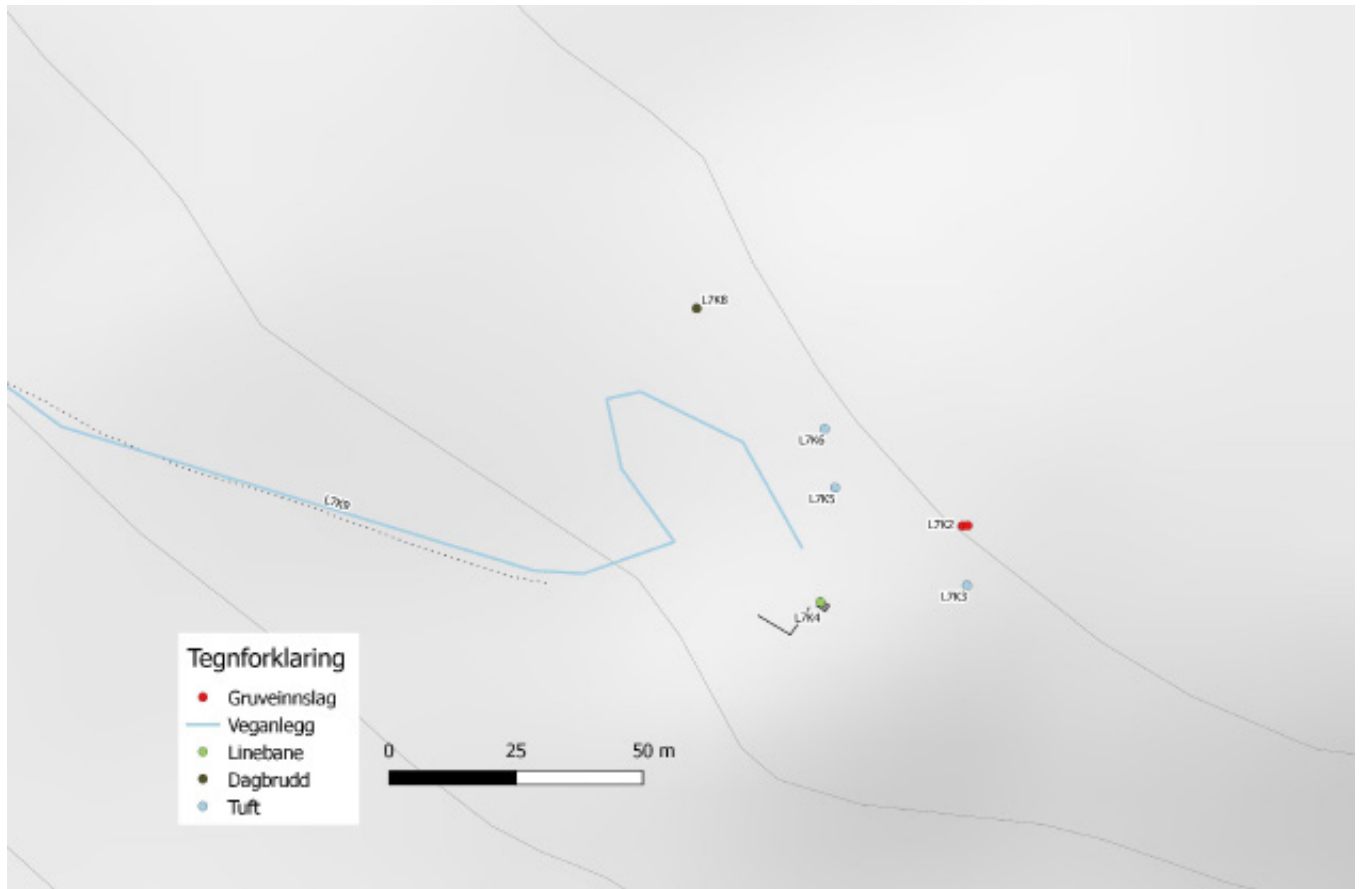 L7K8
L7K6
L7K5
L7K9
L7K2
L7K3
L7K4
Tegnforklaring
Gruveinnslag
Veganlegg
Linebane
Dagbrudd
Tuft
0 25 50 m